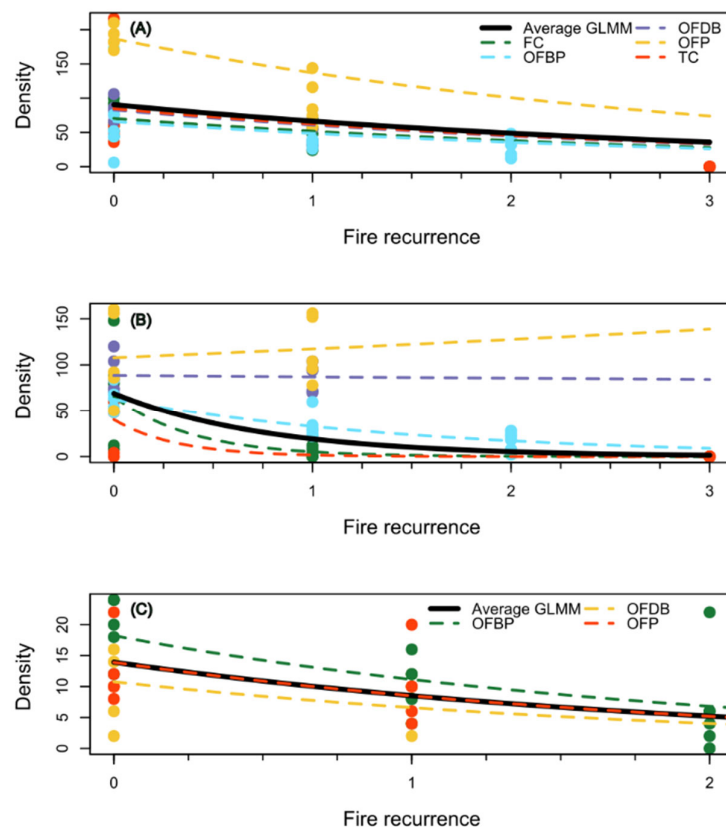 (A)
Average GLMM OFDB
FC OFP
OFBP TC
Density
0 50 150
0 1 2 3
Fire recurrence
(B)
Density
0 50 100 150
0 1 2 3
Fire recurrence
(C)
Average GLMM OFDB
OFBP OFP
Density
0 5 10 15 20
0 1 2
Fire recurrence